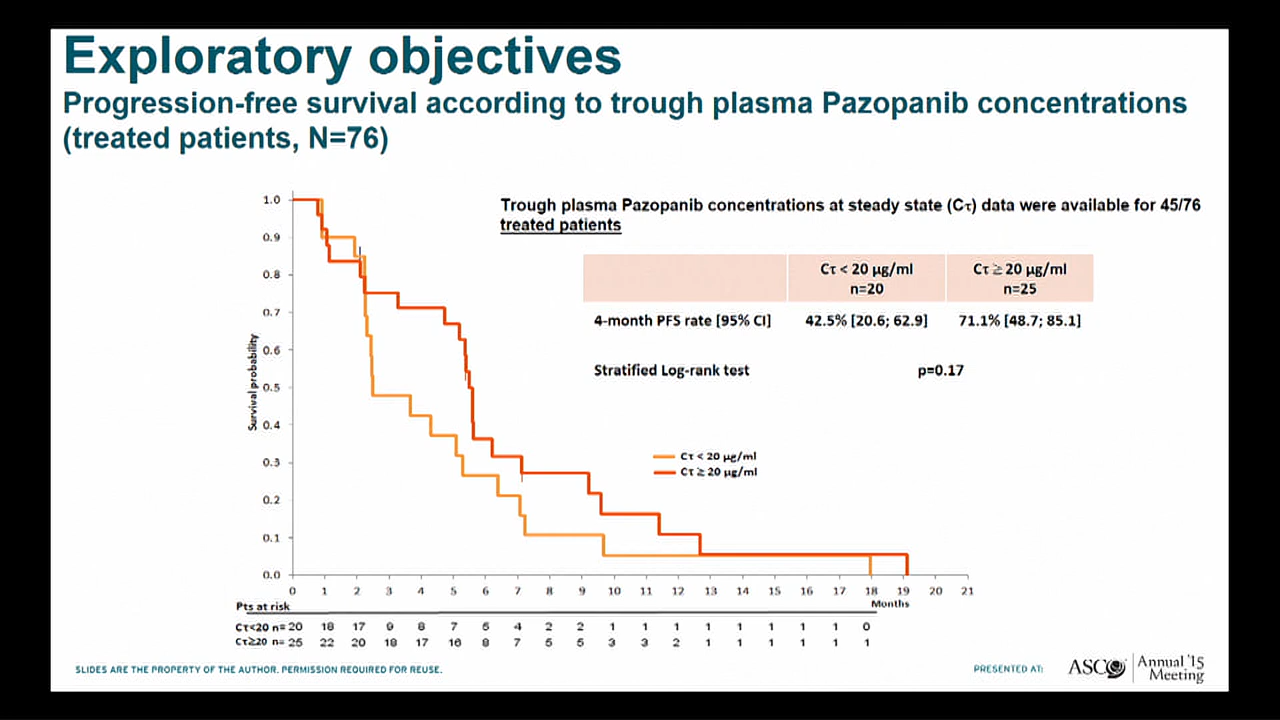 Exploratory objectives
Progression-free survival according to trough plasma Pazopanib concentrations
(treated patients, N=76)
Trough plasma Pazopanib concentrations at steady state (Cτ) data were available for 45/76
treated patients
Cτ < 20 µg/ml Cτ ≥ 20 µg/ml
n=20 n=25
4-month PFS rate [95% CI] 42.5% [20.6; 62.9] 71.1% [48.7; 85.1]
Stratified Log-rank test p=0.17
Survival probability
1.0
0.9
0.8
0.7
0.6
0.5
0.4
0.3
0.2
0.1
0.0
Cτ < 20 µg/ml
Cτ ≥ 20 µg/ml
0 1 2 3 4 5 6 7 8 9 10 11 12 13 14 15 16 17 18 19 20 21
Months
Pts at risk
Cτ<20 n= 20 18 17 9 8 7 5 4 2 2 1 1 1 1 1 1 1 1 0
Cτ≥20 n= 25 22 20 18 17 16 8 7 5 5 3 3 2 1 1 1 1 1 1
SLIDES ARE THE PROPERTY OF THE AUTHOR. PERMISSION REQUIRED FOR REUSE.
PRESENTED AT:
ASCO Annual '15
Meeting